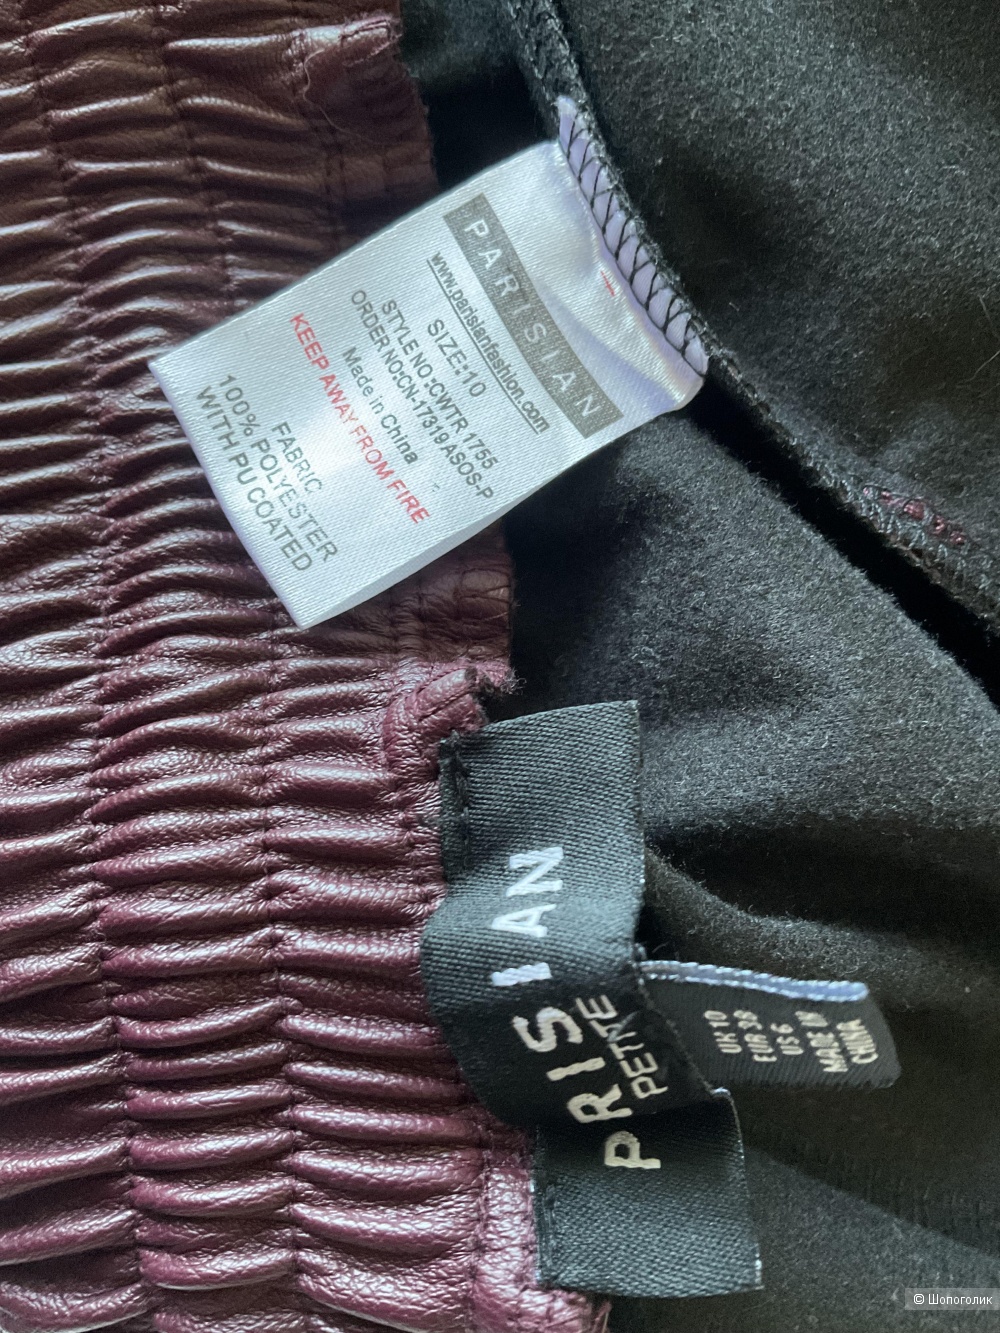 PARISIAN
www.parisianfashion.com
SIZE:10
STYLE NO:CWTR 1755
ORDER NO:CN-17319ASOS-P
Made in China
KEEP AWAY FROM FIRE
FABRIC
100% POLYESTER
WITH PU COATED
PRISIAN
PETITE
UK 10
EUR 38
US 6
MADE IN
CHINA
© Шопоголик